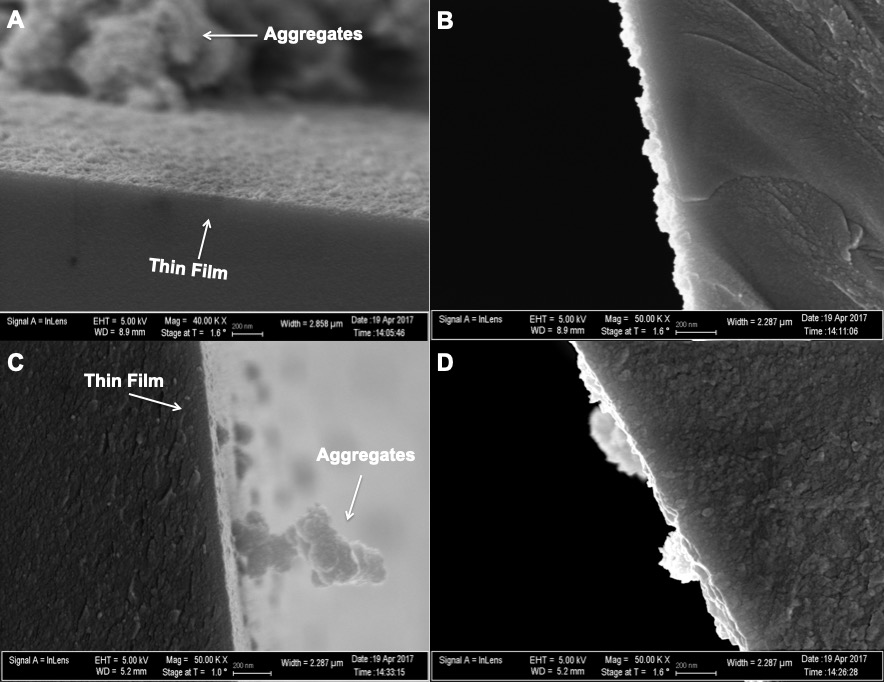 A
Aggregates
Thin Film
Signal A = InLens
EHT = 5.00 kV
WD = 8.9 mm
Mag = 40.00 K X
Stage at T = 1.6 °
200 nm
Width = 2.858 µm
Date :19 Apr 2017
Time :14:05:46
B
Signal A = InLens
EHT = 5.00 kV
WD = 8.9 mm
Mag = 50.00 K X
Stage at T = 1.6 °
200 nm
Width = 2.287 µm
Date :19 Apr 2017
Time :14:11:06
C
Thin Film
Aggregates
Signal A = InLens
EHT = 5.00 kV
WD = 5.2 mm
Mag = 50.00 K X
Stage at T = 1.0 °
200 nm
Width = 2.287 µm
Date :19 Apr 2017
Time :14:33:15
D
Signal A = InLens
EHT = 5.00 kV
WD = 5.2 mm
Mag = 50.00 K X
Stage at T = 1.6 °
200 nm
Width = 2.287 µm
Date :19 Apr 2017
Time :14:26:28